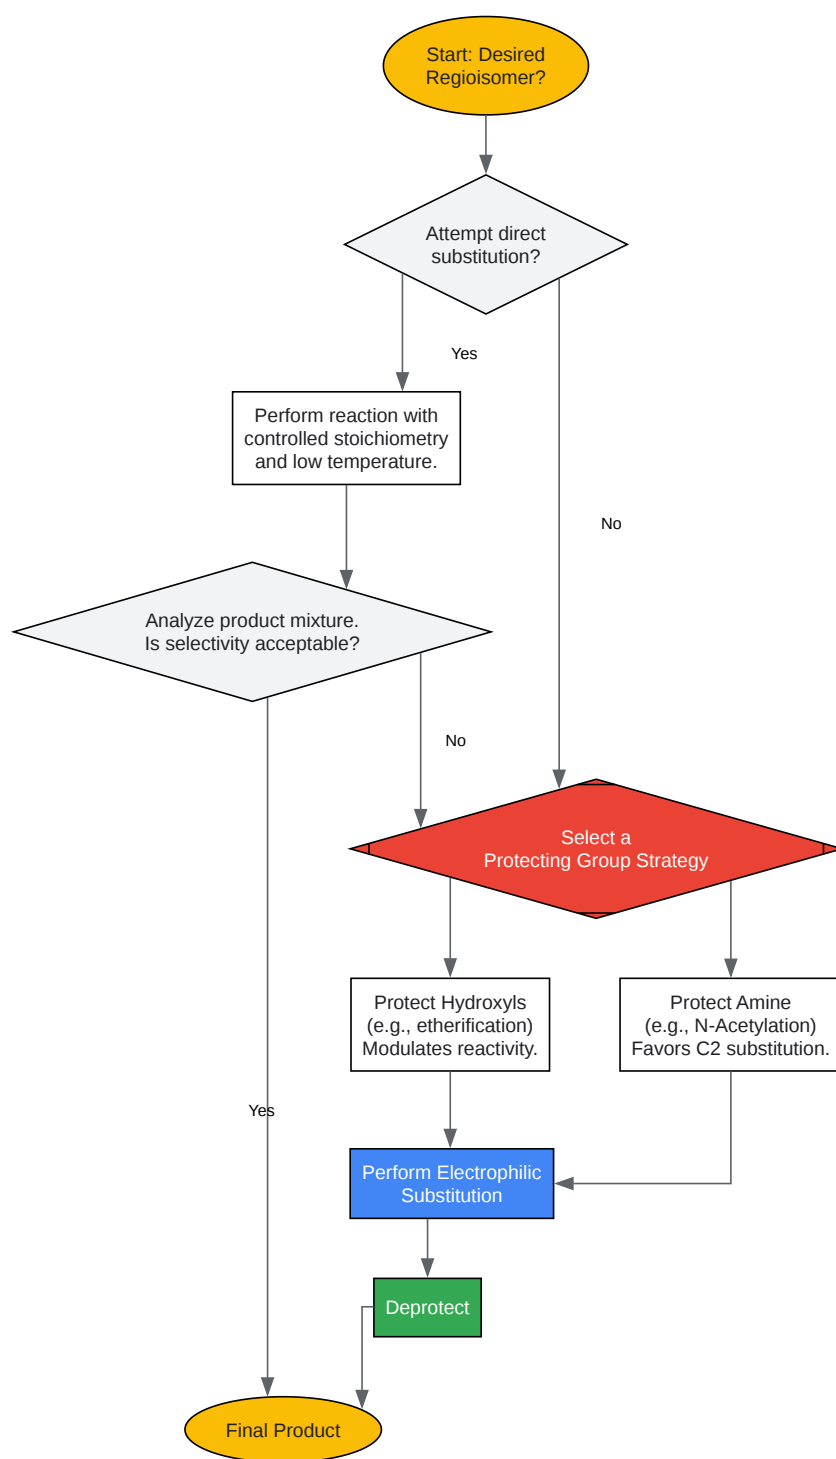 Start: Desired
Regioisomer?
Attempt direct
substitution?
Yes
Perform reaction with
controlled stoichiometry
and low temperature.
No
Analyze product mixture.
Is selectivity acceptable?
No
Select a
Protecting Group Strategy
Protect Hydroxyls
(e.g., etherification)
Modulates reactivity.
Protect Amine
(e.g., N-Acetylation)
Favors C2 substitution.
Yes
Perform Electrophilic
Substitution
Deprotect
Final Product